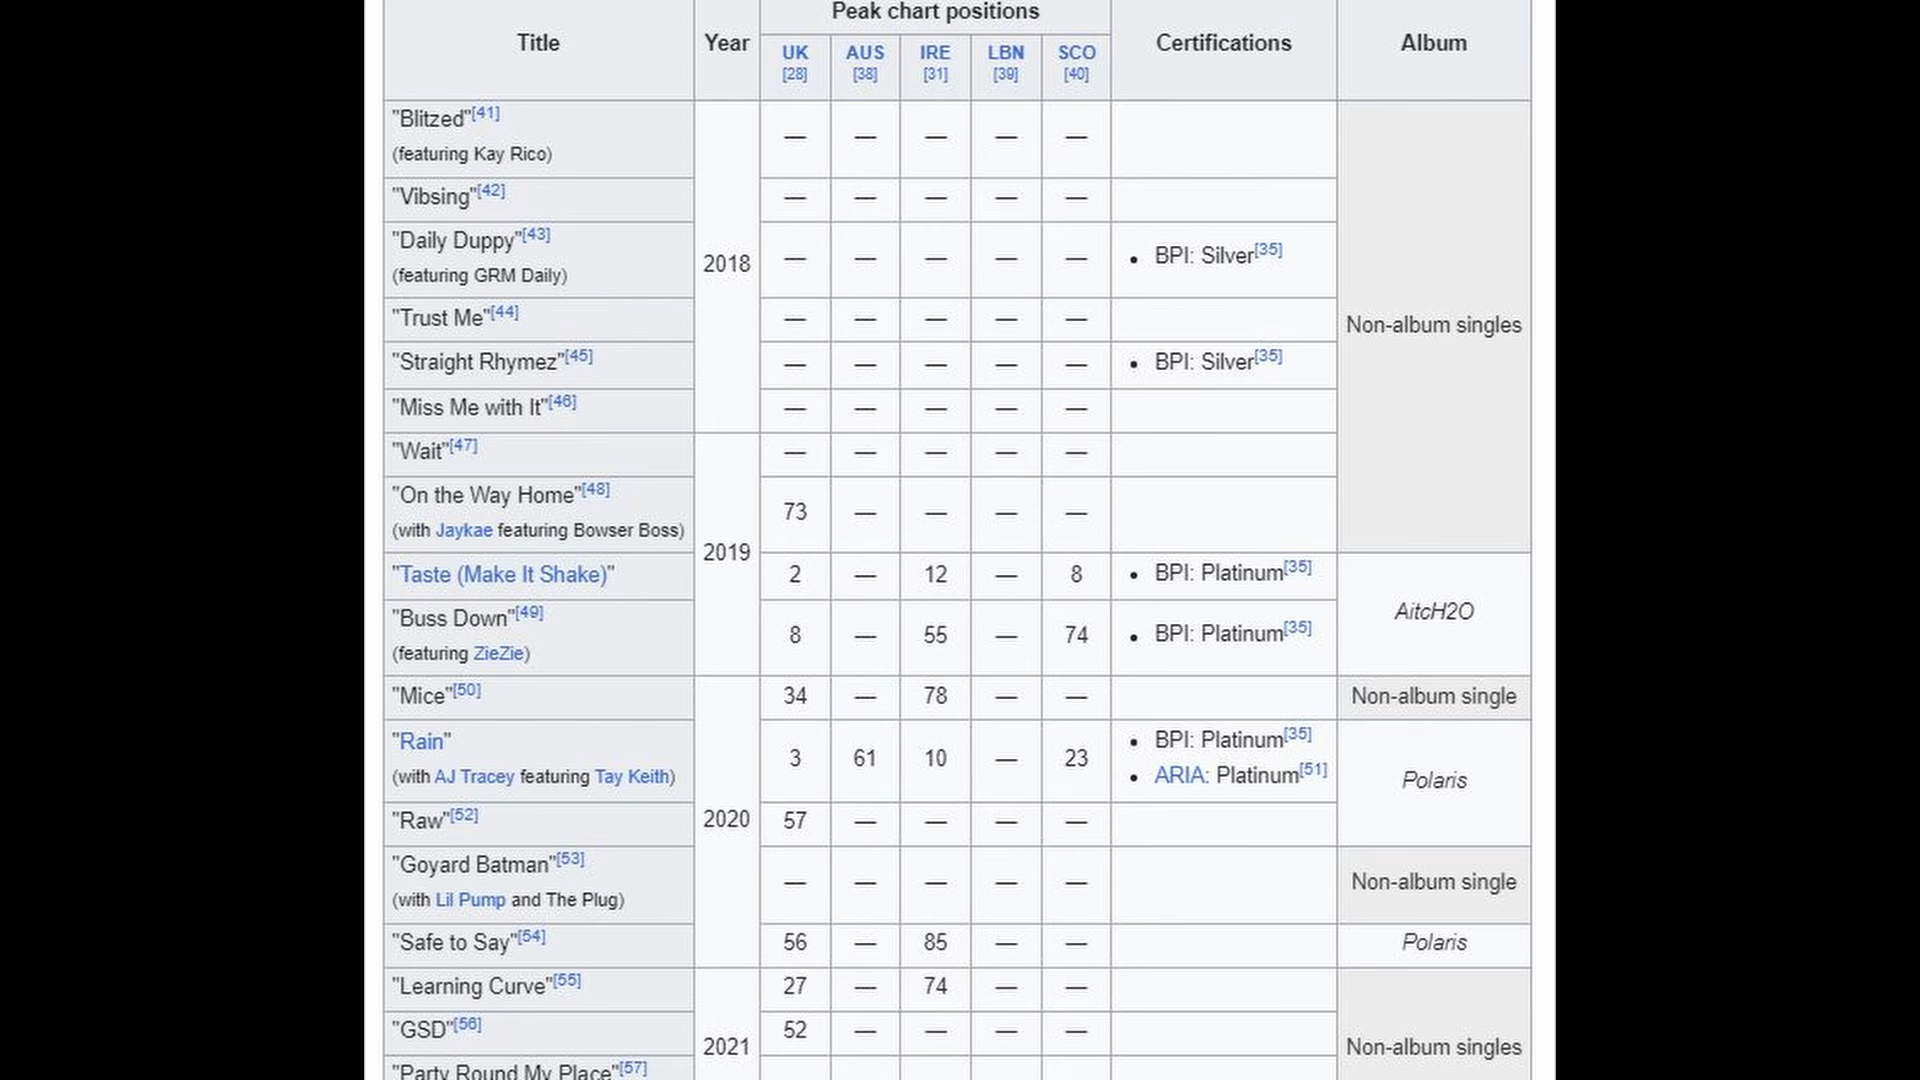 Peak chart positions
Title Year Certifications Album
UK AUS IRE LBN SCO
[28] [38] [31] [39] [40]
"Blitzed"[41]
(featuring Kay Rico)
— — — — —
"Vibsing"[42] — — — — —
"Daily Duppy"[43]
(featuring GRM Daily)
— — — — — • BPI: Silver[35]
2018
"Trust Me"[44] — — — — —
Non-album singles
"Straight Rhymez"[45] — — — — — • BPI: Silver[35]
"Miss Me with It"[46] — — — — —
"Wait"[47] — — — — —
"On the Way Home"[48]
(with Jaykae featuring Bowser Boss)
73 — — — —
2019
"Taste (Make It Shake)" 2 — 12 — 8 • BPI: Platinum[35]
AitcH2O
"Buss Down"[49]
(featuring ZieZie)
8 — 55 — 74 • BPI: Platinum[35]
"Mice"[50] 34 — 78 — — Non-album single
"Rain"
(with AJ Tracey featuring Tay Keith)
3 61 10 — 23
• BPI: Platinum[35]
• ARIA: Platinum[51]
Polaris
"Raw"[52] 2020 57 — — — —
"Goyard Batman"[53]
(with Lil Pump and The Plug)
— — — — — Non-album single
"Safe to Say"[54] 56 — 85 — — Polaris
"Learning Curve"[55] 27 — 74 — —
"GSD"[56] 52 — — — —
2021 Non-album singles
"Party Round My Place"[57]